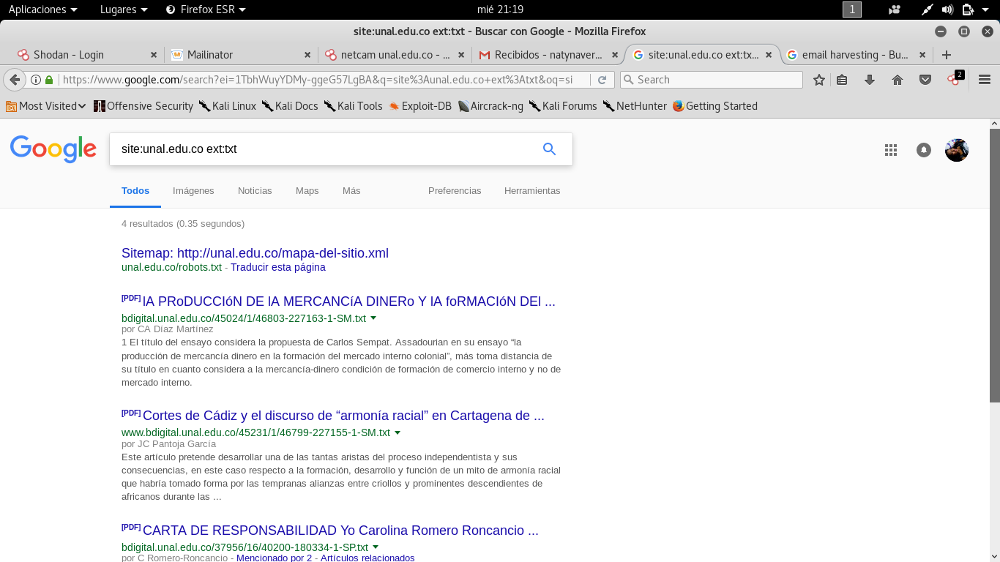 Aplicaciones Lugares Firefox ESR mié 21:19 1
site:unal.edu.co ext:txt - Buscar con Google - Mozilla Firefox
Shodan - Login Mailinator netcam unal.edu.co - ... Recibidos - natynaver... site:unal.edu.co ext:tx... email harvesting - Bu...
https://www.google.com/search?ei=1TbhWuyYDMy-ggeG57LgBA&q=site%3Aunal.edu.co+ext%3Atxt&oq=si Search 2
Most Visited Offensive Security Kali Linux Kali Docs Kali Tools Exploit-DB Aircrack-ng Kali Forums NetHunter Getting Started
Google site:unal.edu.co ext:txt
Todos Imágenes Noticias Maps Más Preferencias Herramientas
4 resultados (0.35 segundos)
Sitemap: http://unal.edu.co/mapa-del-sitio.xml
unal.edu.co/robots.txt - Traducir esta página
[PDF] lA PRoDUCCIóN DE lA MERCANCíA DINERo Y lA foRMACIóN DEl ...
bdigital.unal.edu.co/45024/1/46803-227163-1-SM.txt
por CA Díaz Martínez
1 El título del ensayo considera la propuesta de Carlos Sempat. Assadourian en su ensayo “la
producción de mercancía dinero en la formación del mercado interno colonial”, más toma distancia de
su título en cuanto considera a la mercancía-dinero condición de formación de comercio interno y no de
mercado interno.
[PDF] Cortes de Cádiz y el discurso de “armonía racial” en Cartagena de ...
www.bdigital.unal.edu.co/45231/1/46799-227155-1-SM.txt
por JC Pantoja García
Este artículo pretende desarrollar una de las tantas aristas del proceso independentista y sus
consecuencias, en este caso respecto a la formación, desarrollo y función de un mito de armonía racial
que habría tomado forma por las tempranas alianzas entre criollos y prominentes descendientes de
africanos durante las ...
[PDF] CARTA DE RESPONSABILIDAD Yo Carolina Romero Roncancio ...
bdigital.unal.edu.co/37956/16/40200-180334-1-SP.txt
por C Romero-Roncancio - Mencionado por 2 - Artículos relacionados